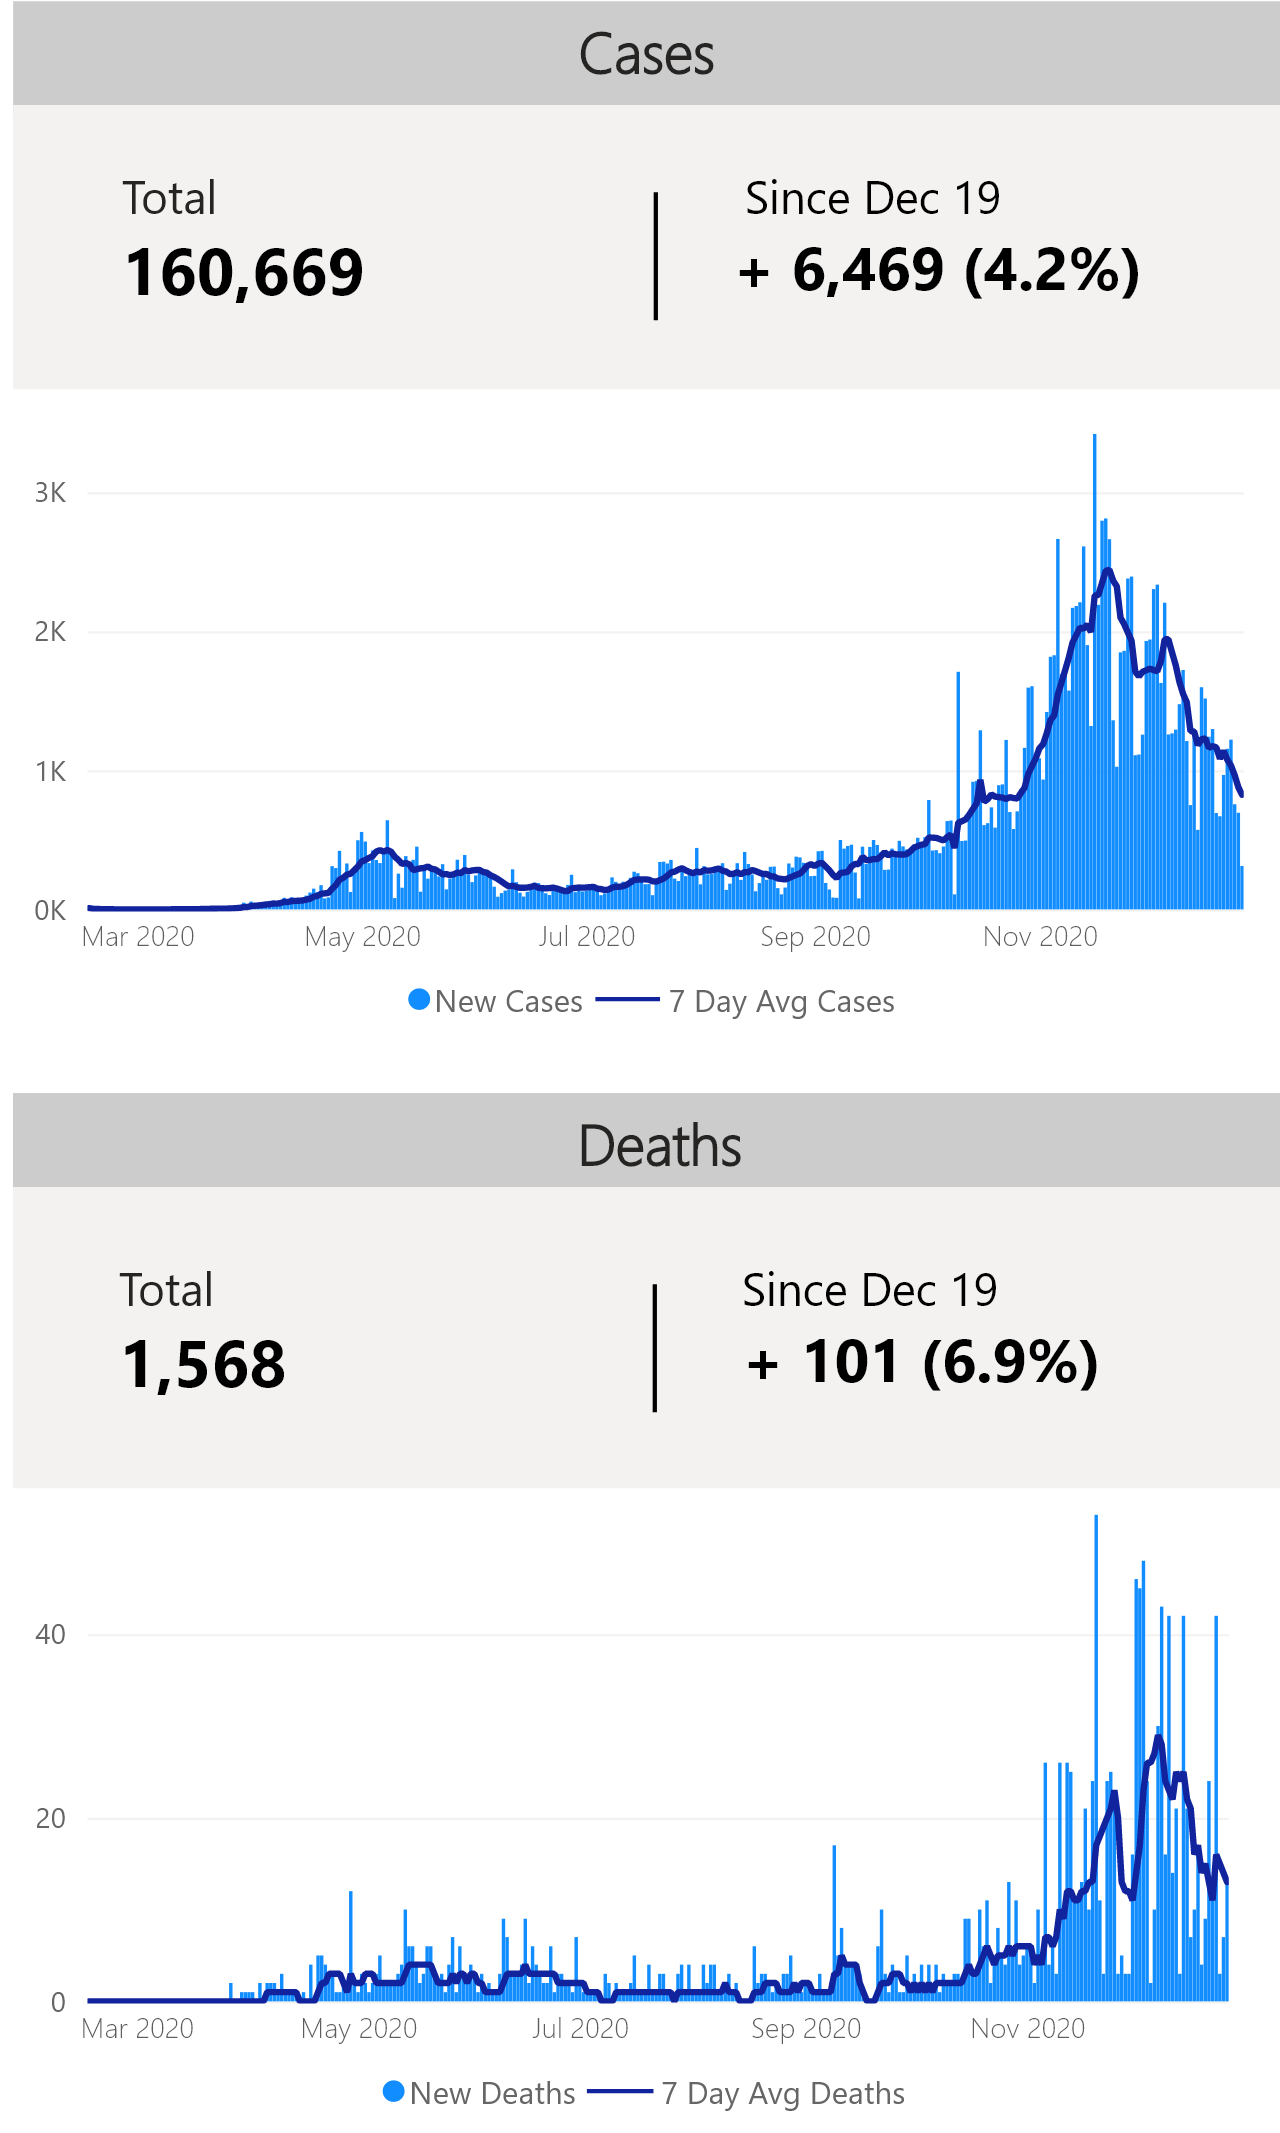 Cases
Total
Since Dec 19
160,669
+ 6,469 (4.2%)
3K
2K
1K
0K
Mar 2020
May 2020
Jul 2020
Sep 2020
Nov 2020
New Cases
7 Day Avg Cases
Deaths
Total
Since Dec 19
1,568
+ 101 (6.9%)
40
20
0
Mar 2020
May 2020
Jul 2020
Sep 2020
Nov 2020
New Deaths
7 Day Avg Deaths